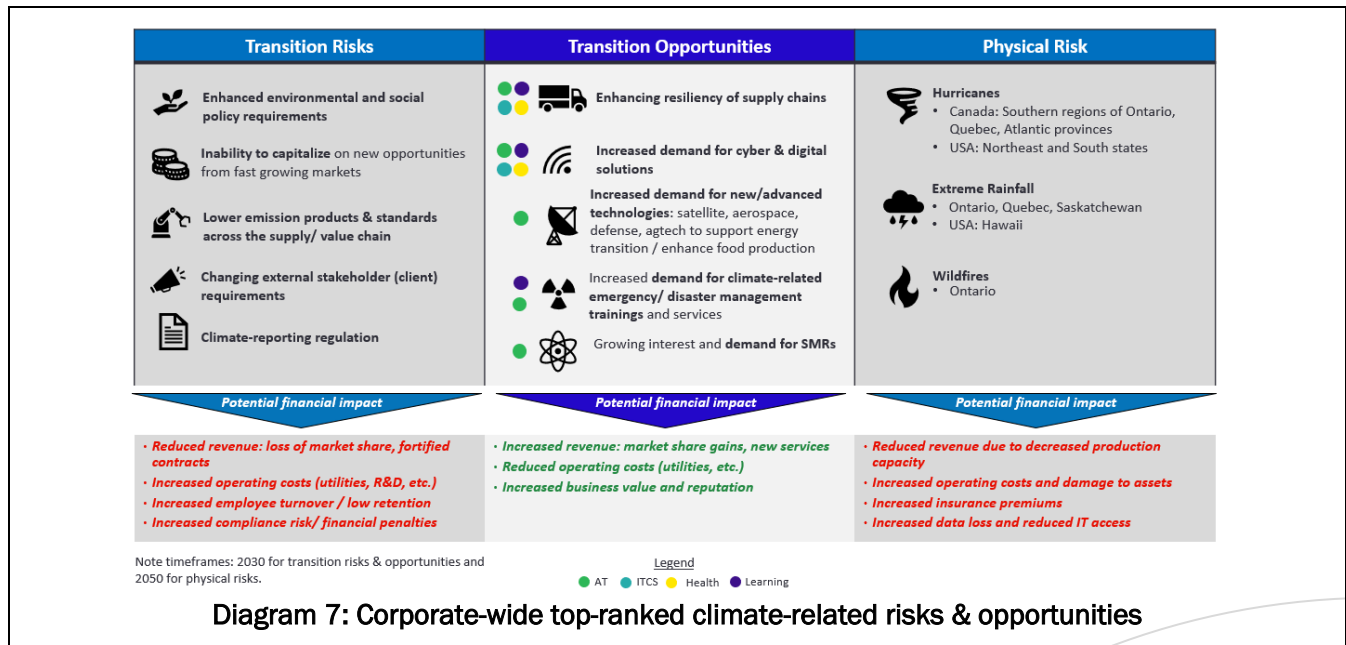 Transition Risks
Enhanced environmental and social
policy requirements
Inability to capitalize on new opportunities
from fast growing markets
Lower emission products & standards
across the supply/ value chain
Changing external stakeholder (client)
requirements
Climate-reporting regulation
Transition Opportunities
Enhancing resiliency of supply chains
Increased demand for cyber & digital
solutions
Increased demand for new/advanced
technologies: satellite, aerospace,
defense, agtech to support energy
transition / enhance food production
Increased demand for climate-related
emergency/ disaster management
trainings and services
Growing interest and demand for SMRs
Physical Risk
Hurricanes
• Canada: Southern regions of Ontario,
Quebec, Atlantic provinces
• USA: Northeast and South states
Extreme Rainfall
• Ontario, Quebec, Saskatchewan
• USA: Hawaii
Wildfires
• Ontario
Potential financial impact
• Reduced revenue: loss of market share, fortified
contracts
• Increased operating costs (utilities, R&D, etc.)
• Increased employee turnover / low retention
• Increased compliance risk/ financial penalties
Potential financial impact
• Increased revenue: market share gains, new services
• Reduced operating costs (utilities, etc.)
• Increased business value and reputation
Potential financial impact
• Reduced revenue due to decreased production
capacity
• Increased operating costs and damage to assets
• Increased insurance premiums
• Increased data loss and reduced IT access
Note timeframes: 2030 for transition risks & opportunities and
2050 for physical risks.
Legend
AT ITCS Health Learning
Diagram 7: Corporate-wide top-ranked climate-related risks & opportunities